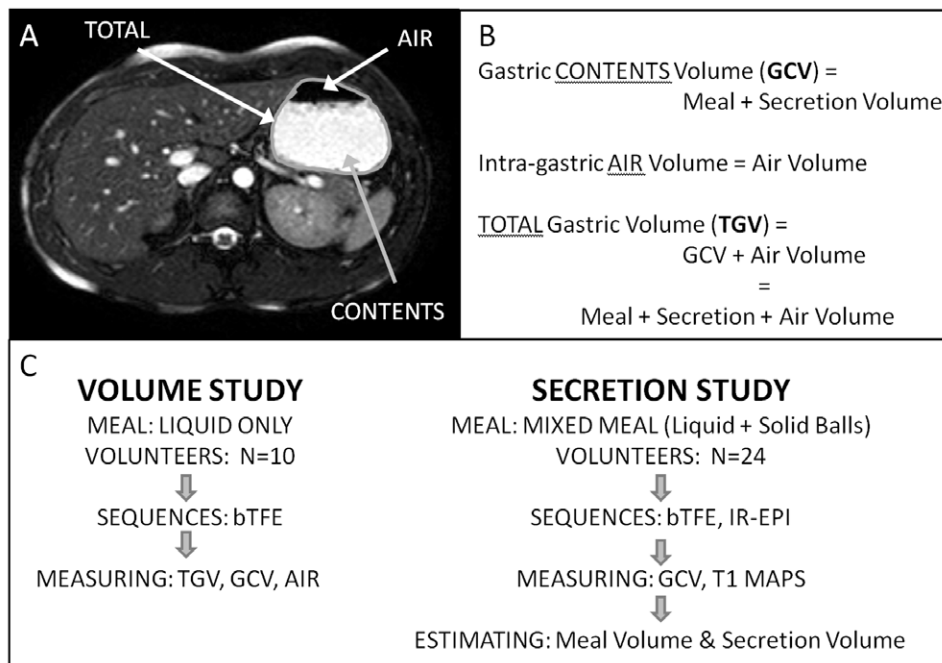 A
TOTAL
AIR
CONTENTS
B
Gastric CONTENTS Volume (GCV) =
Meal + Secretion Volume
Intra-gastric AIR Volume = Air Volume
TOTAL Gastric Volume (TGV) =
GCV + Air Volume
=
Meal + Secretion + Air Volume
C
VOLUME STUDY
MEAL: LIQUID ONLY
VOLUNTEERS: N=10
SEQUENCES: bTFE
MEASURING: TGV, GCV, AIR
SECRETION STUDY
MEAL: MIXED MEAL (Liquid + Solid Balls)
VOLUNTEERS: N=24
SEQUENCES: bTFE, IR-EPI
MEASURING: GCV, T1 MAPS
ESTIMATING: Meal Volume & Secretion Volume